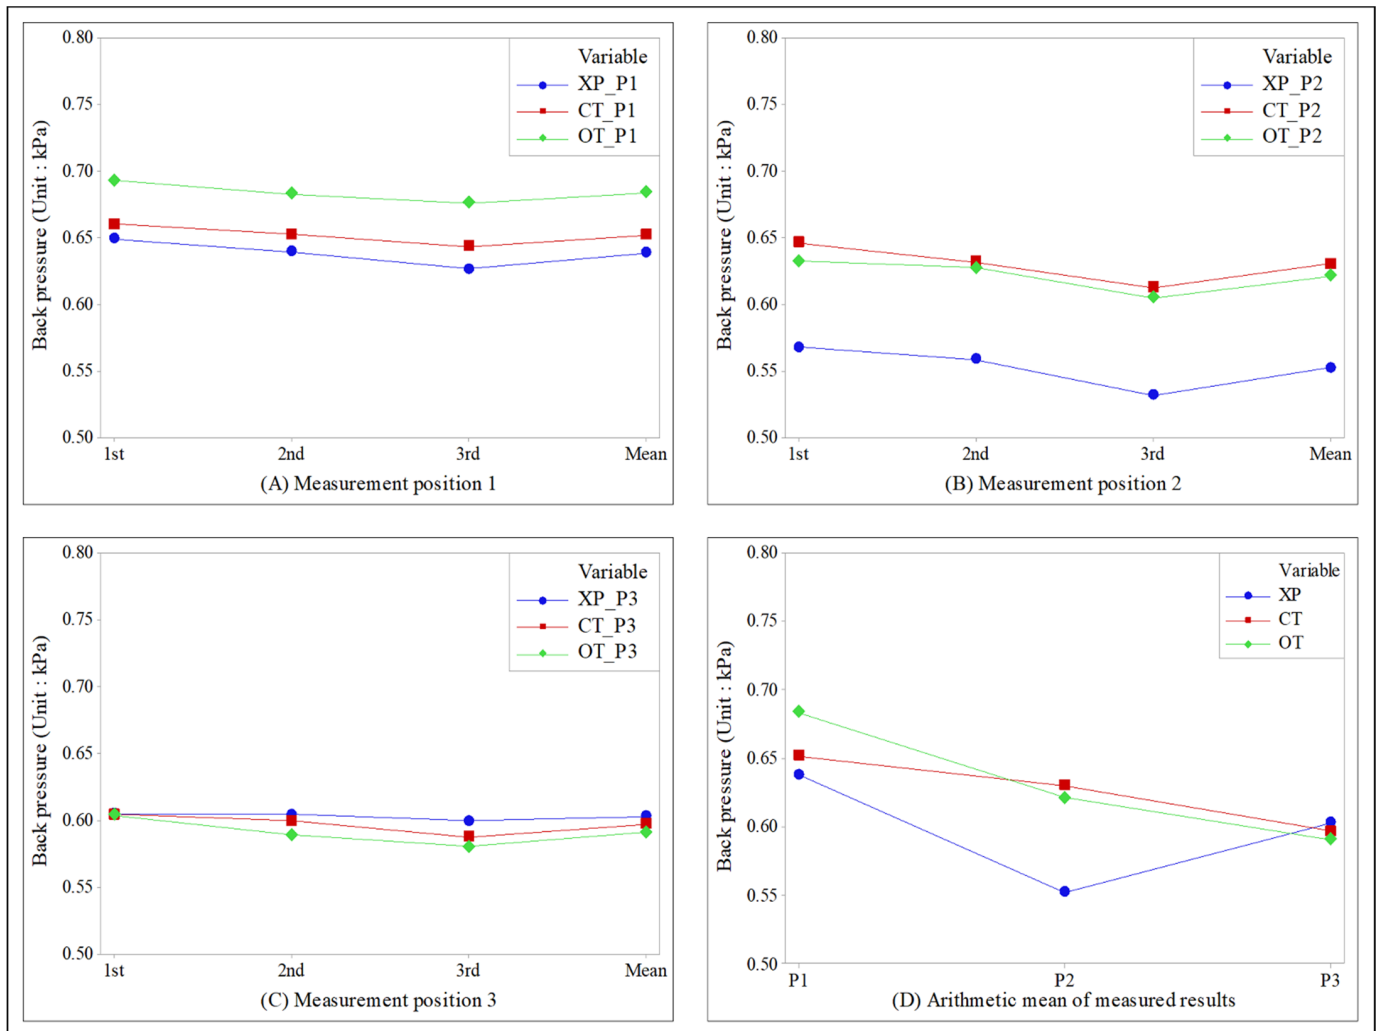 0.80
0.75
0.70
0.65
0.60
0.55
0.50
Back pressure (Unit : kPa)
Variable
XP_P1
CT_P1
OT_P1
1st 2nd 3rd Mean
(A) Measurement position 1
0.80
0.75
0.70
0.65
0.60
0.55
0.50
Back pressure (Unit : kPa)
Variable
XP_P2
CT_P2
OT_P2
1st 2nd 3rd Mean
(B) Measurement position 2
0.80
0.75
0.70
0.65
0.60
0.55
0.50
Back pressure (Unit : kPa)
Variable
XP_P3
CT_P3
OT_P3
1st 2nd 3rd Mean
(C) Measurement position 3
0.80
0.75
0.70
0.65
0.60
0.55
0.50
Back pressure (Unit : kPa)
Variable
XP
CT
OT
P1 P2 P3
(D) Arithmetic mean of measured results